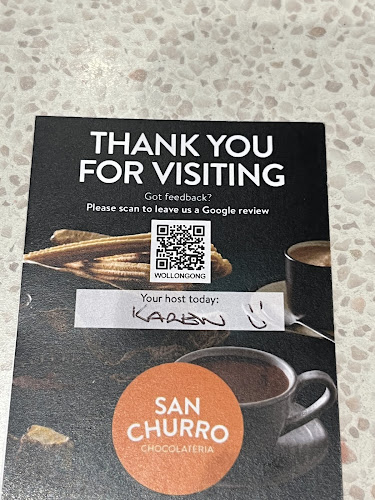 THANK YOU
FOR VISITING
Got feedback?
Please scan to leave us a Google review
WOLLONGONG
Your host today:
KAREN
SAN
CHURRO
CHOCOLATERIA